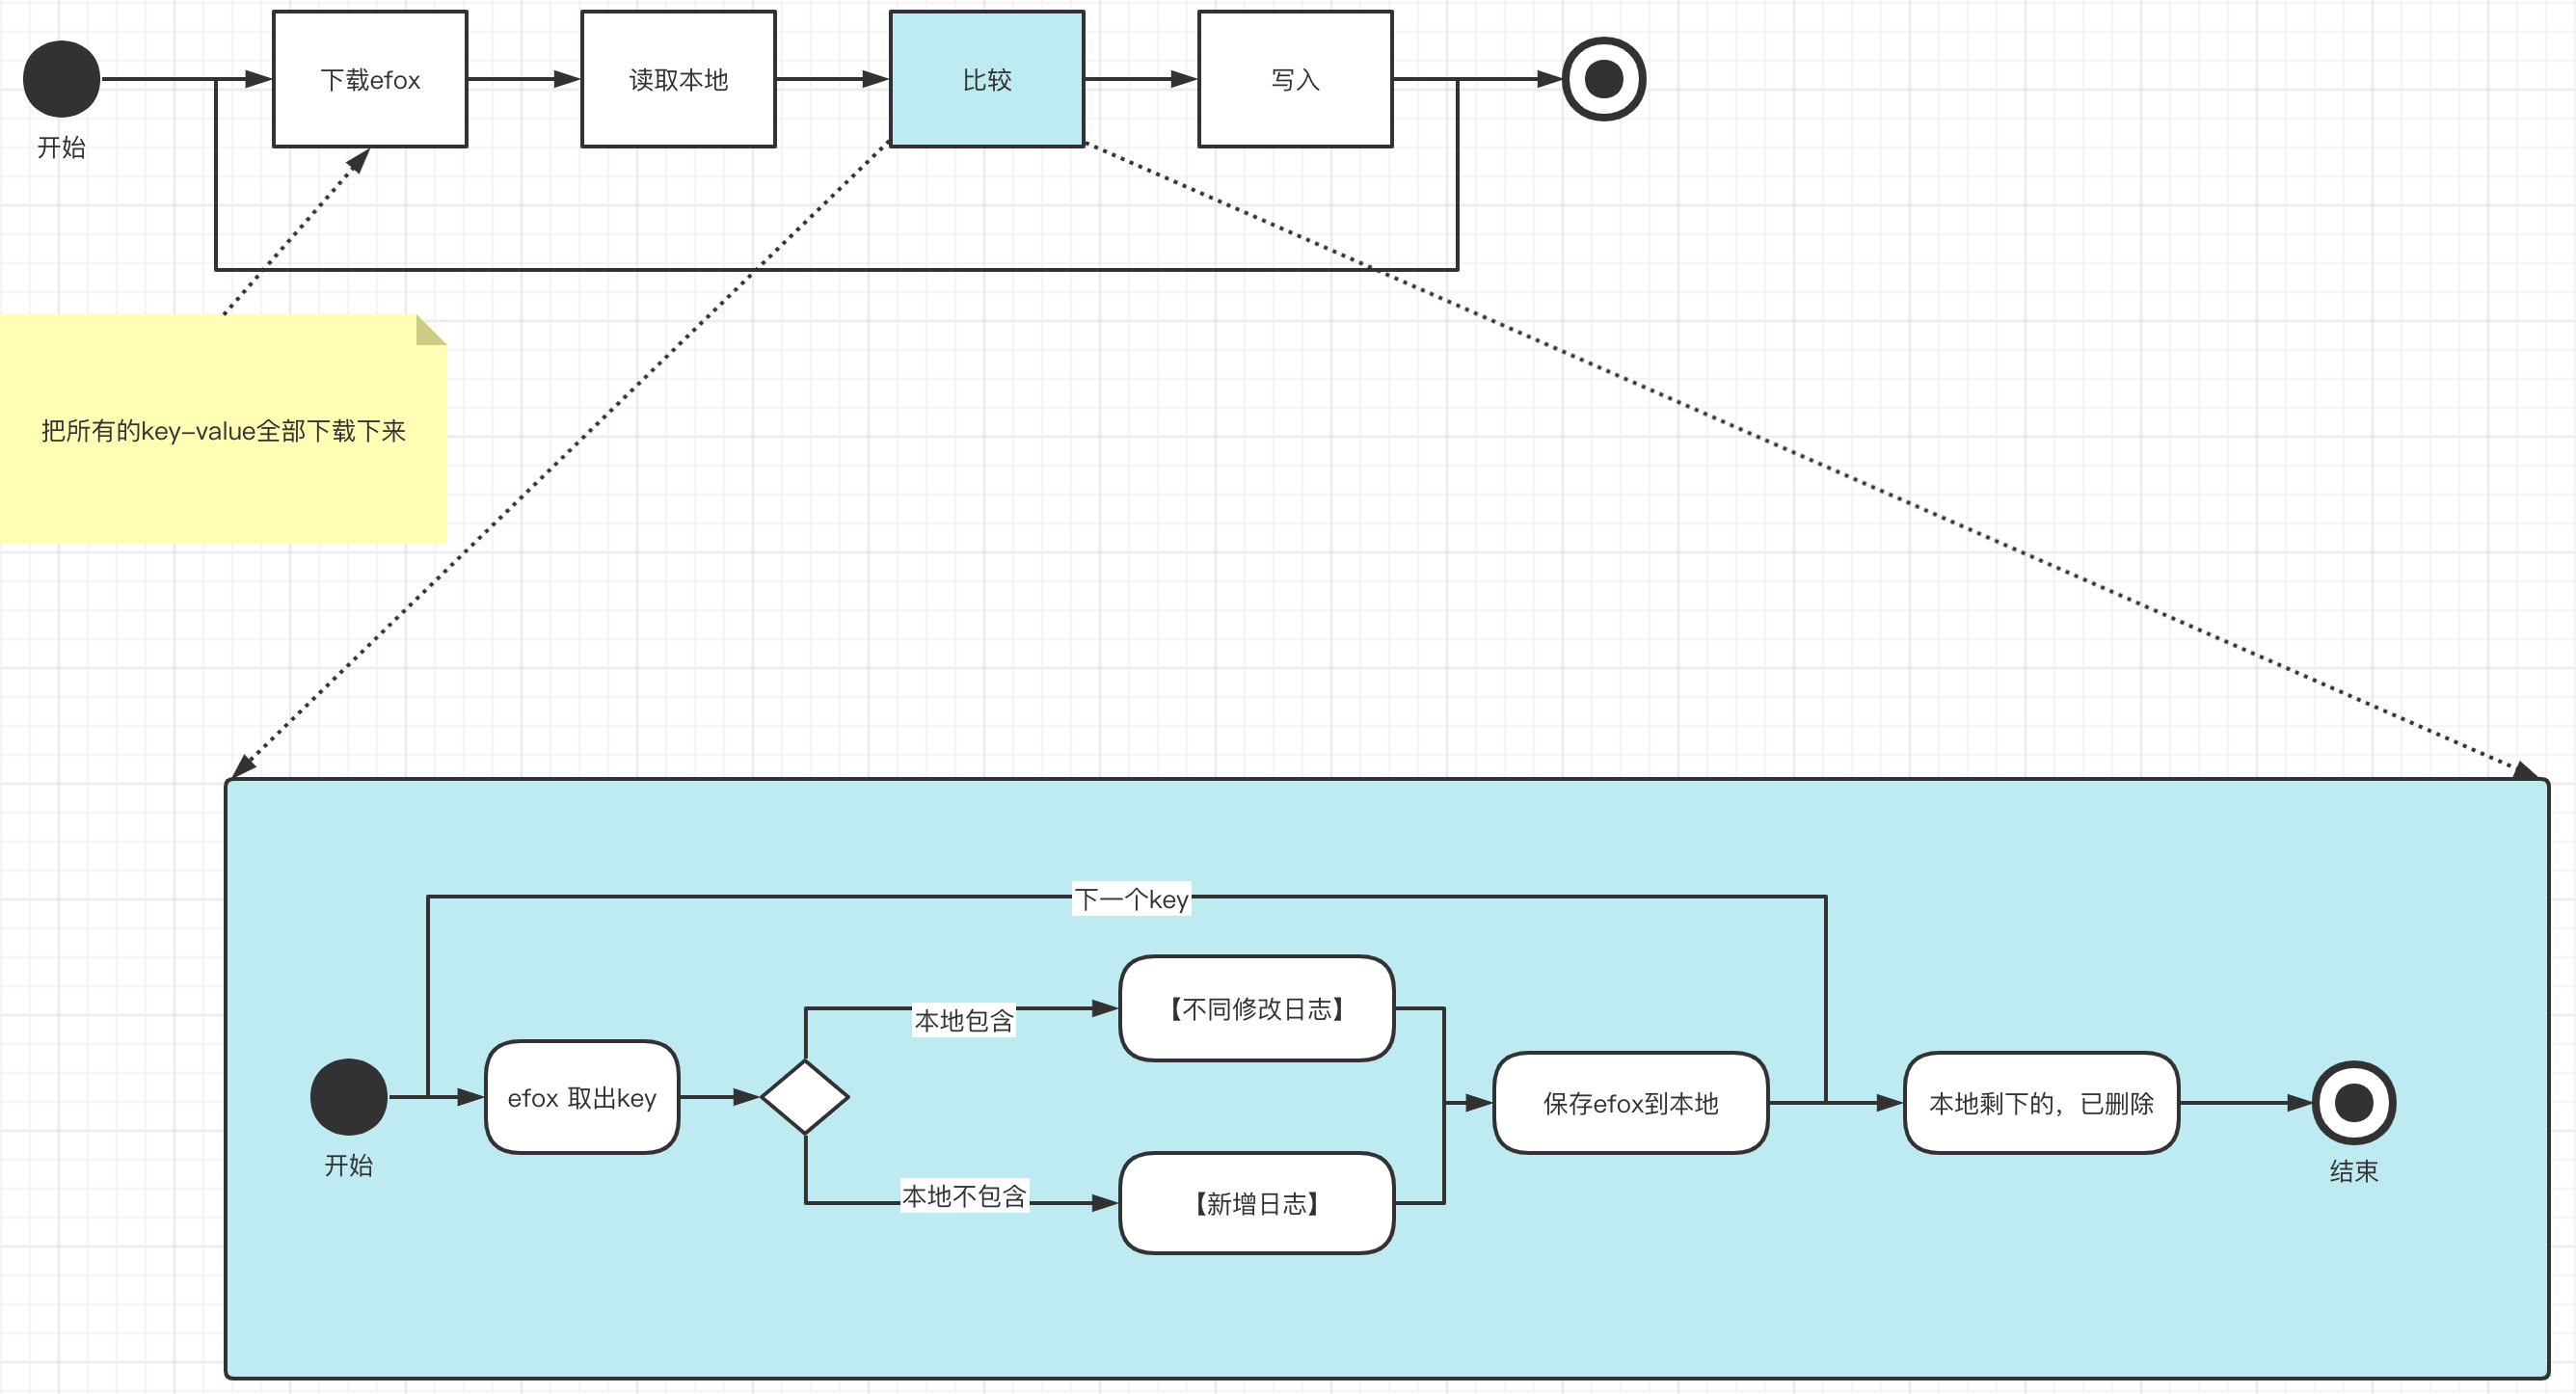 下载efox
读取本地
比较
写入
开始
把所有的key-value全部下载下来
下一个key
本地包含
【不同修改日志】
efox 取出key
保存efox到本地
本地剩下的，已删除
开始
结束
本地不包含
【新增日志】